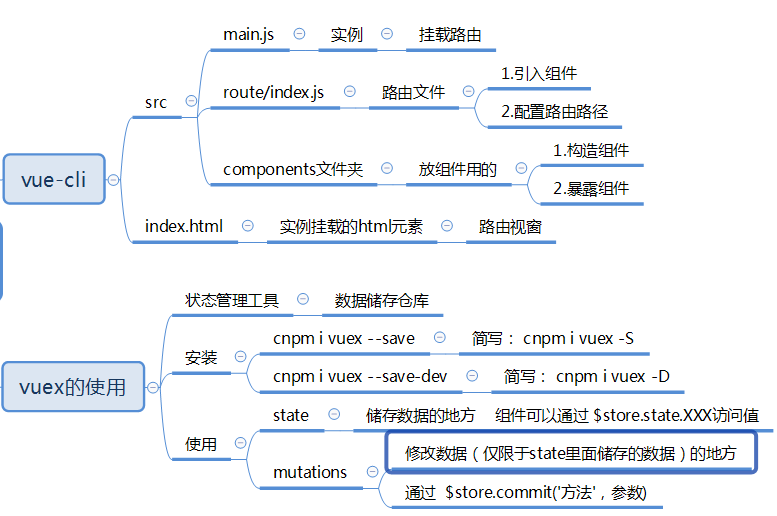 vue-cli
src
main.js
实例
挂载路由
route/index.js
路由文件
1.引入组件
2.配置路由路径
components文件夹
放组件用的
1.构造组件
2.暴露组件
index.html
实例挂载的html元素
路由视窗
vuex的使用
状态管理工具
数据储存仓库
安装
cnpm i vuex --save
简写： cnpm i vuex -S
cnpm i vuex --save-dev
简写： cnpm i vuex -D
使用
state
储存数据的地方 组件可以通过 $store.state.XXX访问值
mutations
修改数据（仅限于state里面储存的数据）的地方
通过 $store.commit('方法'，参数)